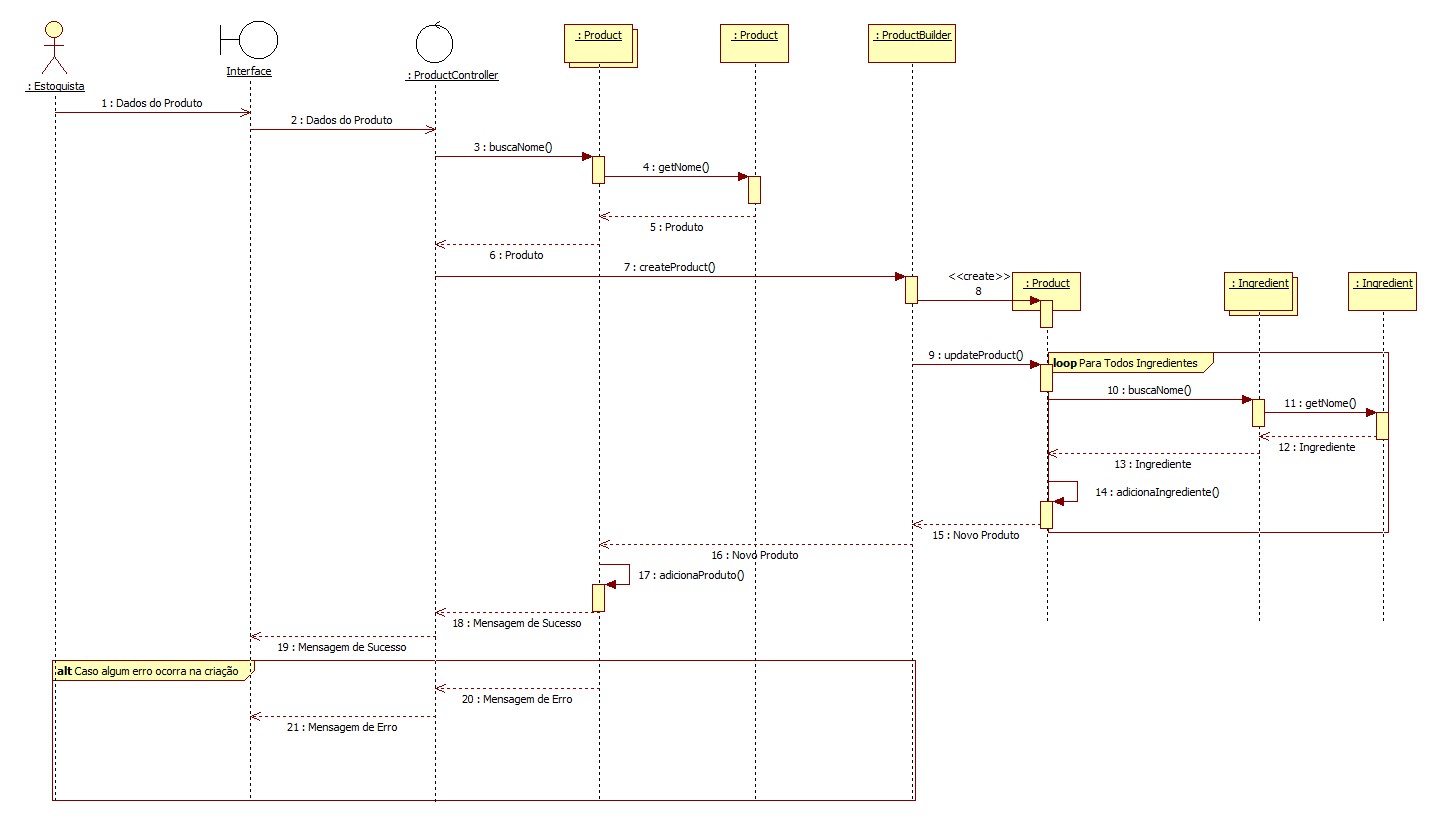 : Product
: Product
: ProductBuilder
Interface
: ProductController
: Estoquista
1 : Dados do Produto
2 : Dados do Produto
3 : buscaNome()
4 : getNome()
5 : Produto
6 : Produto
7 : createProduct()
<<create>>
8
: Product
: Ingredient
: Ingredient
9 : updateProduct()
loop Para Todos Ingredientes
10 : buscaNome()
11 : getNome()
12 : Ingrediente
13 : Ingrediente
14 : adicionaIngrediente()
15 : Novo Produto
16 : Novo Produto
17 : adicionaProduto()
18 : Mensagem de Sucesso
19 : Mensagem de Sucesso
alt Caso algum erro ocorra na criação
20 : Mensagem de Erro
21 : Mensagem de Erro